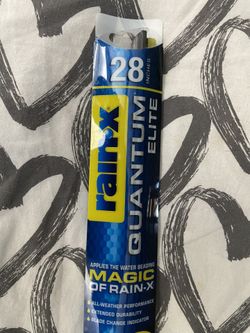 28
INCHES
rain-x
QUANTUM
ELITE
APPLIES THE WATER BEADING
MAGIC
OF RAIN-X
ALL-WEATHER PERFORMANCE
EXTENDED DURABILITY
BLADE CHANGE INDICATOR